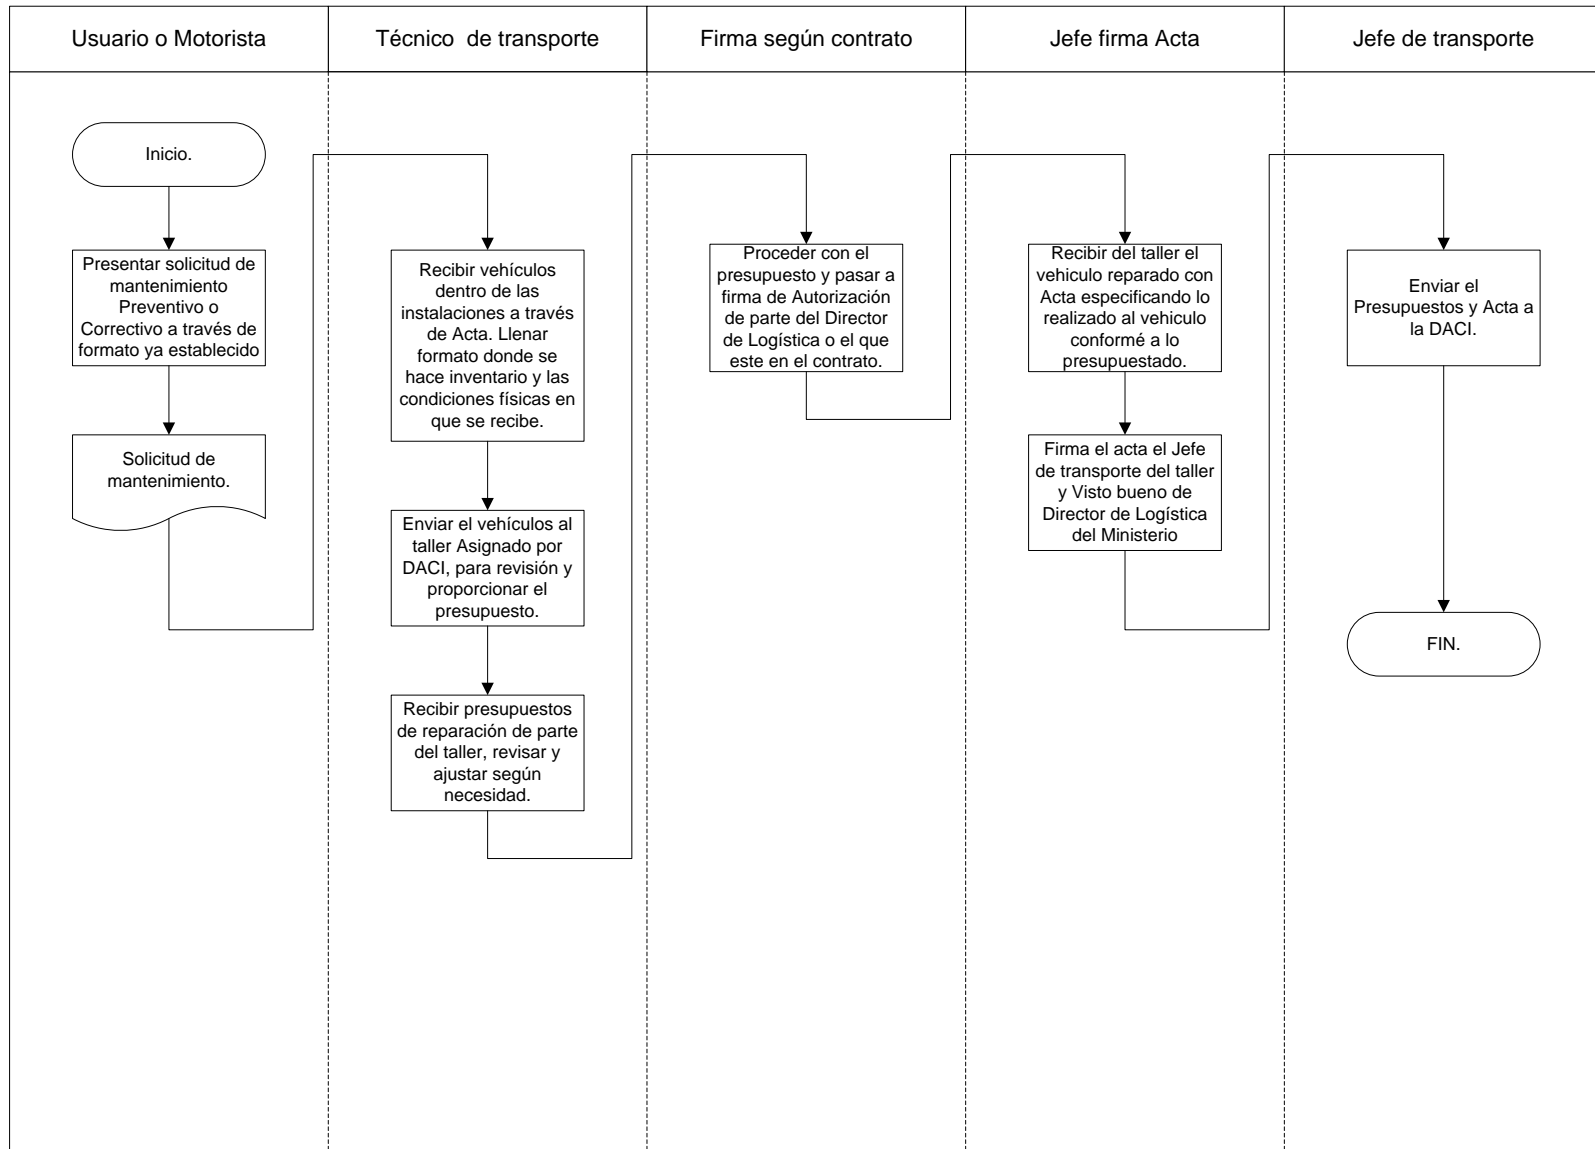 Usuario o Motorista
Técnico  de transporte
Firma según contrato
Jefe firma Acta
Jefe de transporte
Inicio.
Presentar solicitud de
mantenimiento
Preventivo o
Correctivo a través de
formato ya establecido
Solicitud de
mantenimiento.
Recibir vehículos
dentro de las
instalaciones a través
de Acta. Llenar
formato donde se
hace inventario y las
condiciones físicas en
que se recibe.
Enviar el vehículos al
taller Asignado por
DACI, para revisión y
proporcionar el
presupuesto.
Recibir presupuestos
de reparación de parte
del taller, revisar y
ajustar según
necesidad.
Proceder con el
presupuesto y pasar a
firma de Autorización
de parte del Director
de Logística o el que
este en el contrato.
Recibir del taller el
vehiculo reparado con
Acta especificando lo
realizado al vehiculo
conformé a lo
presupuestado.
Firma el acta el Jefe
de transporte del taller
y Visto bueno de
Director de Logística
del Ministerio
Enviar el
Presupuestos y Acta a
la DACI.
FIN.